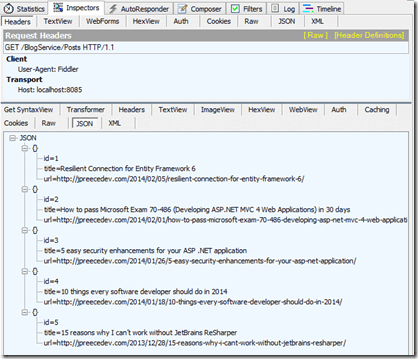 Statistics Inspectors AutoResponder Composer Filters Log Timeline
Headers TextView WebForms HexView Auth Cookies Raw JSON XML
Request Headers [ Raw ] [Header Definitions]
GET /BlogService/Posts HTTP/1.1
Client
User-Agent: Fiddler
Transport
Host: localhost:8085
Get SyntaxView Transformer Headers TextView ImageView HexView WebView Auth Caching
Cookies Raw JSON XML
JSON
{}
id=1
title=Resilient Connection for Entity Framework 6
url=http://jpreecedev.com/2014/02/05/resilient-connection-for-entity-framework-6/
{}
id=2
title=How to pass Microsoft Exam 70-486 (Developing ASP.NET MVC 4 Web Applications) in 30 days
url=http://jpreecedev.com/2014/02/01/how-to-pass-microsoft-exam-70-486-developing-asp-net-mvc-4-web-applicati
{}
id=3
title=5 easy security enhancements for your ASP .NET application
url=http://jpreecedev.com/2014/01/26/5-easy-security-enhancements-for-your-asp-net-application/
{}
id=4
title=10 things every software developer should do in 2014
url=http://jpreecedev.com/2014/01/18/10-things-every-software-developer-should-do-in-2014/
{}
id=5
title=15 reasons why I can't work without JetBrains ReSharper
url=http://jpreecedev.com/2013/12/28/15-reasons-why-i-cant-work-without-jetbrains-resharper/